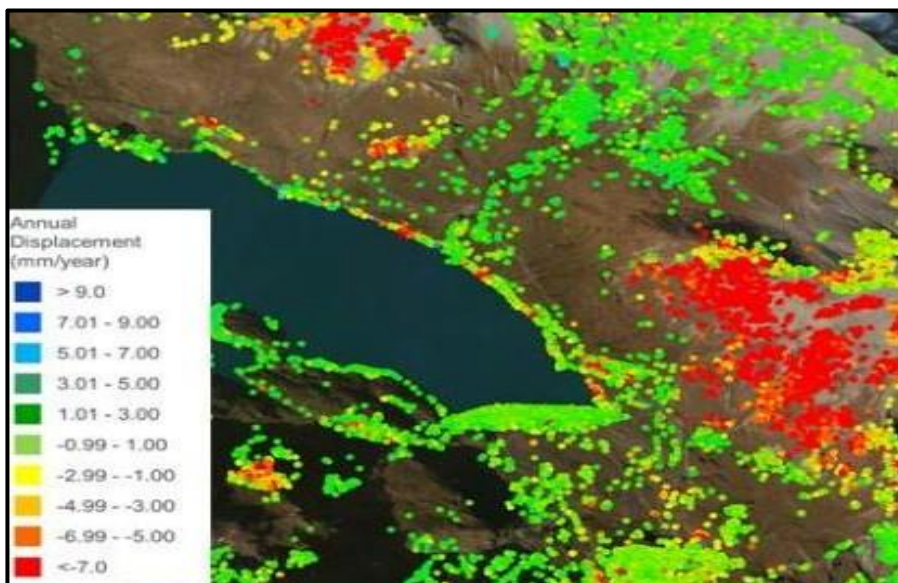 Annual
Displacement
(mm/year)
> 9.0
7.01 - 9.00
5.01 - 7.00
3.01 - 5.00
1.01 - 3.00
-0.99 - 1.00
-2.99 - -1.00
-4.99 - -3.00
-6.99 - -5.00
<-7.0